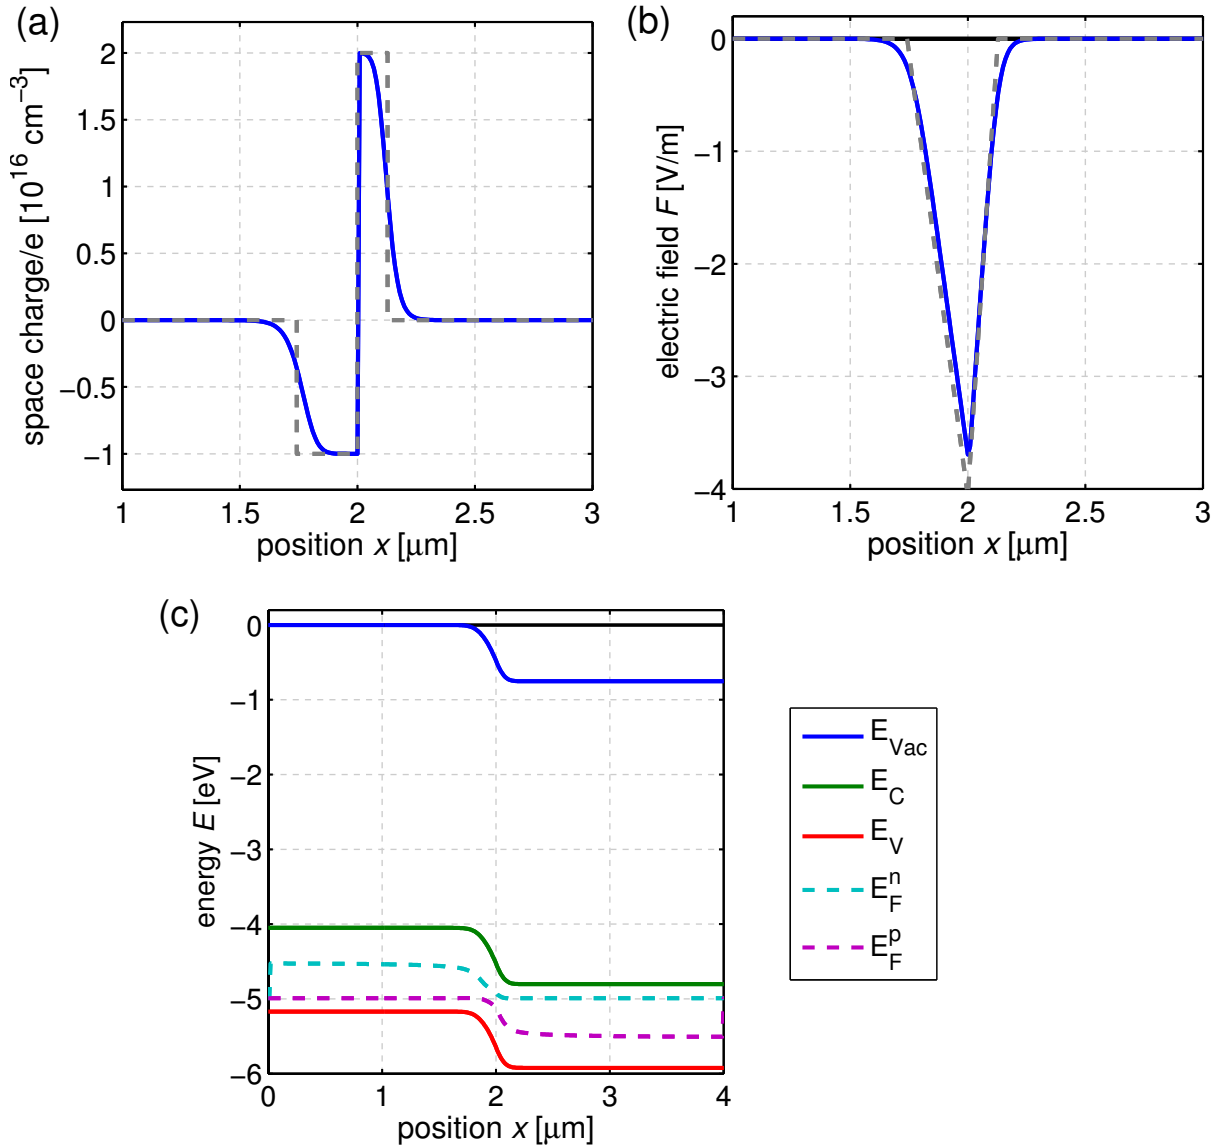 (a)
space charge/e [10^16 cm^−3]
2
1.5
1
0.5
0
−0.5
−1
1 1.5 2 2.5 3
position x [μm]
(b)
electric field F [V/m]
0
−1
−2
−3
−4
1 1.5 2 2.5 3
position x [μm]
(c)
energy E [eV]
0
−1
−2
−3
−4
−5
−6
0 1 2 3 4
position x [μm]
E_Vac
E_C
E_V
E_F^n
E_F^p